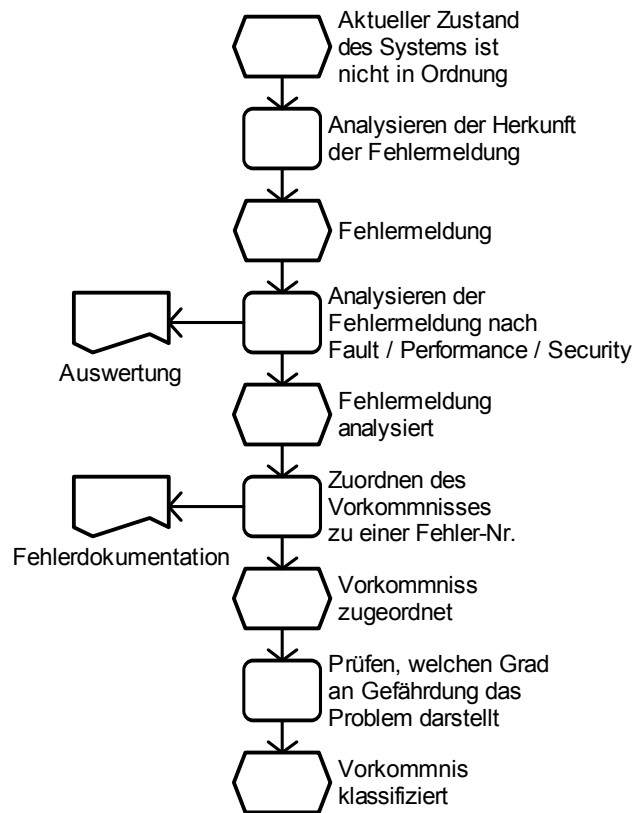 Aktueller Zustand
des Systems ist
nicht in Ordnung
Analysieren der Herkunft
der Fehlermeldung
Fehlermeldung
Analysieren der
Fehlermeldung nach
Fault / Performance / Security
Auswertung
Fehlermeldung
analysiert
Zuordnen des
Vorkommnisses
zu einer Fehler-Nr.
Fehlerdokumentation
Vorkommniss
zugeordnet
Prüfen, welchen Grad
an Gefährdung das
Problem darstellt
Vorkommnis
klassifiziert